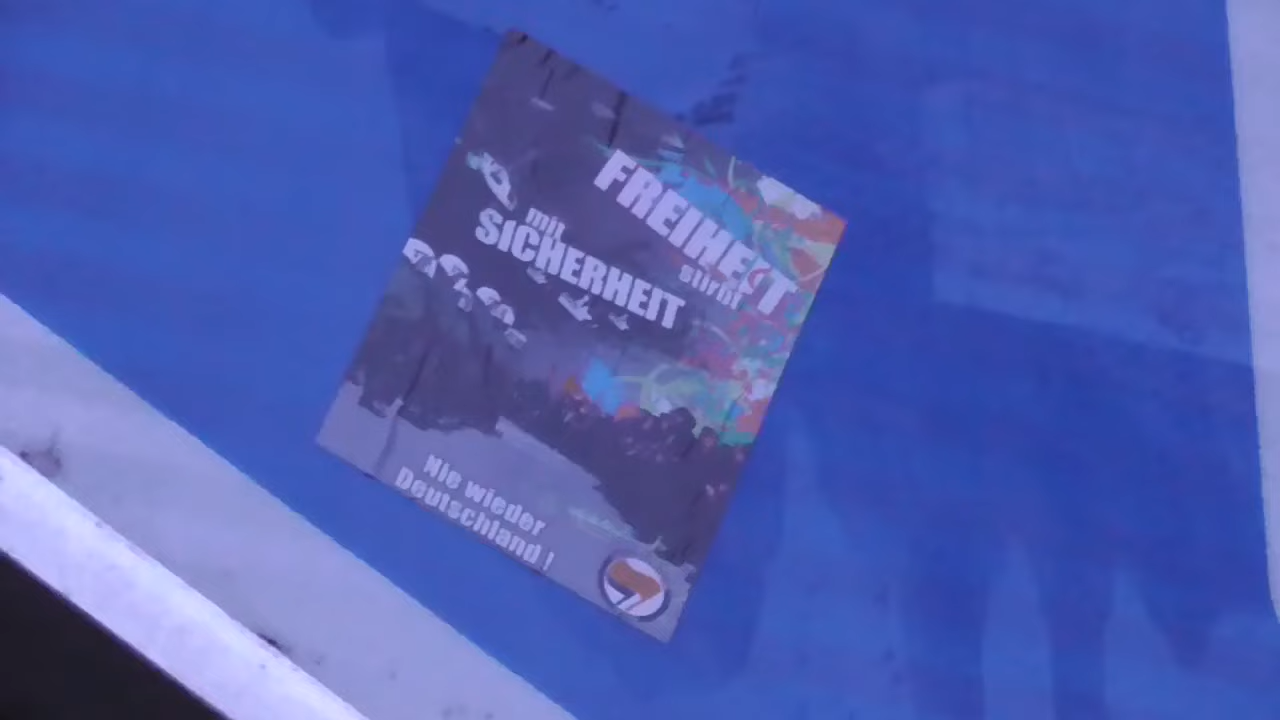 FREIHEIT
stirbt
mit
SICHERHEIT
Nie wieder
Deutschland !